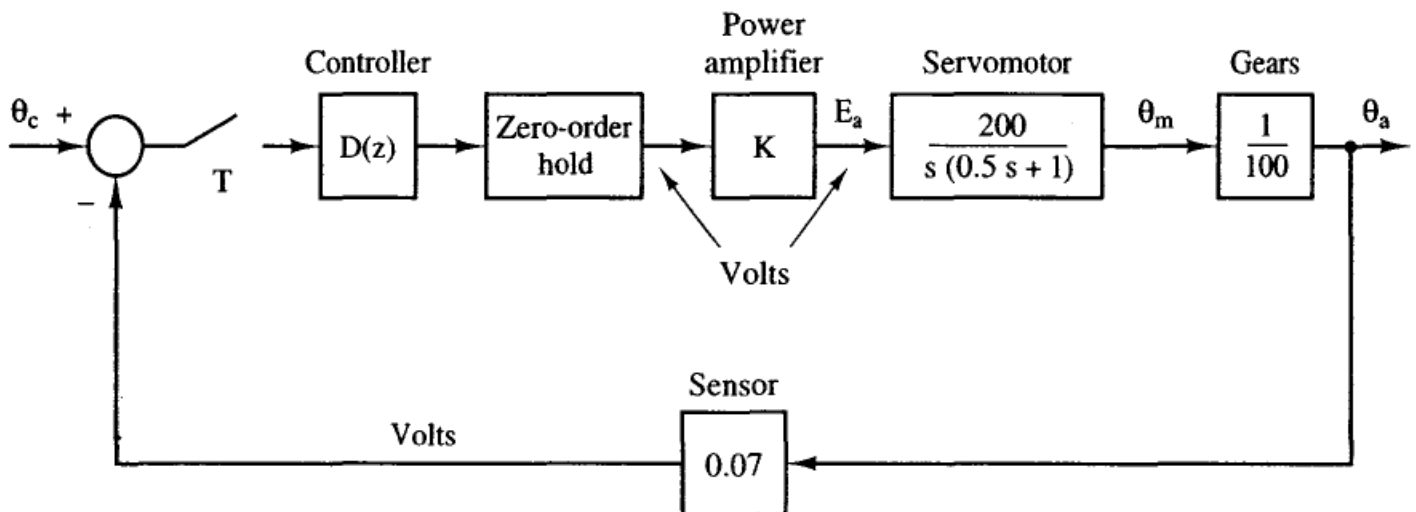 Power
Controller amplifier Servomotor Gears
θc + Ea θm θa
D(z) Zero-order hold K 200 / s (0.5 s + 1) 1 / 100
−
T
Volts
Sensor
Volts
0.07